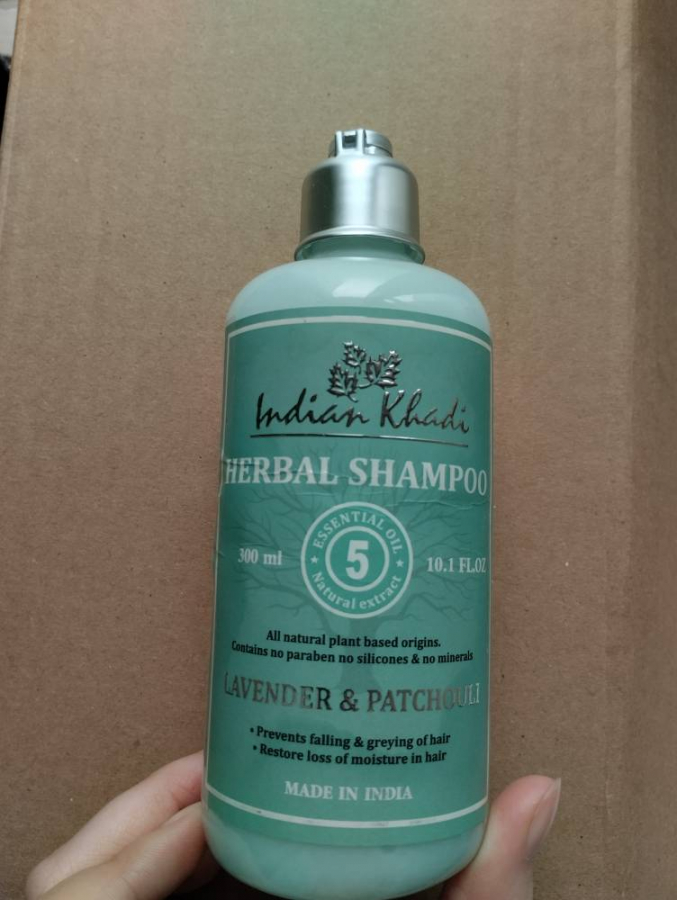 Indian Khadi
HERBAL SHAMPOO
ESSENTIAL OIL
300 ml
5
10.1 FL.OZ
Natural extract
All natural plant based origins.
Contains no paraben no silicones & no minerals
LAVENDER & PATCHOULI
• Prevents falling & greying of hair
• Restore loss of moisture in hair
MADE IN INDIA